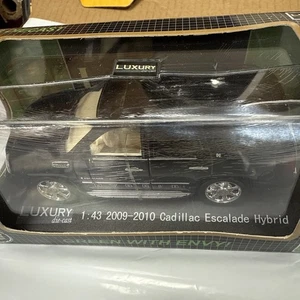 DIECAST
LUXURY
LUXURY
die-cast
1:43 2009-2010 Cadillac Escalade Hybrid
GREEN WITH ENVY!